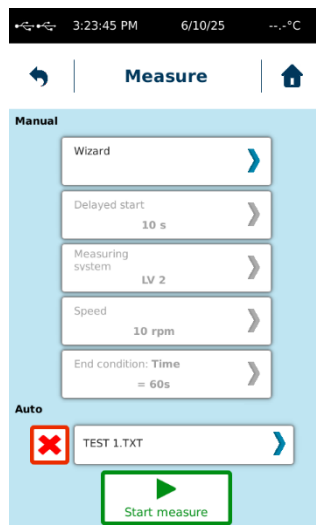 3:23:45 PM 6/10/25 --.-°C
Measure
Manual
Wizard
Delayed start
10 s
Measuring
system
LV 2
Speed
10 rpm
End condition: Time
= 60s
Auto
TEST 1.TXT
Start measure